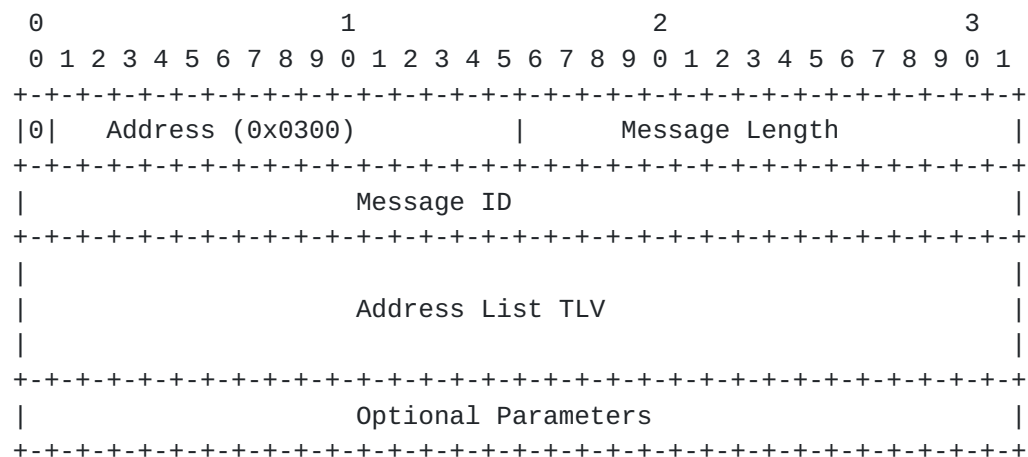 0                   1                   2                   3
 0 1 2 3 4 5 6 7 8 9 0 1 2 3 4 5 6 7 8 9 0 1 2 3 4 5 6 7 8 9 0 1
+-+-+-+-+-+-+-+-+-+-+-+-+-+-+-+-+-+-+-+-+-+-+-+-+-+-+-+-+-+-+-+-+
|0|   Address (0x0300)          |      Message Length           |
+-+-+-+-+-+-+-+-+-+-+-+-+-+-+-+-+-+-+-+-+-+-+-+-+-+-+-+-+-+-+-+-+
|                     Message ID                                |
+-+-+-+-+-+-+-+-+-+-+-+-+-+-+-+-+-+-+-+-+-+-+-+-+-+-+-+-+-+-+-+-+
|                                                               |
|                     Address List TLV                          |
|                                                               |
+-+-+-+-+-+-+-+-+-+-+-+-+-+-+-+-+-+-+-+-+-+-+-+-+-+-+-+-+-+-+-+-+
|                     Optional Parameters                       |
+-+-+-+-+-+-+-+-+-+-+-+-+-+-+-+-+-+-+-+-+-+-+-+-+-+-+-+-+-+-+-+-+